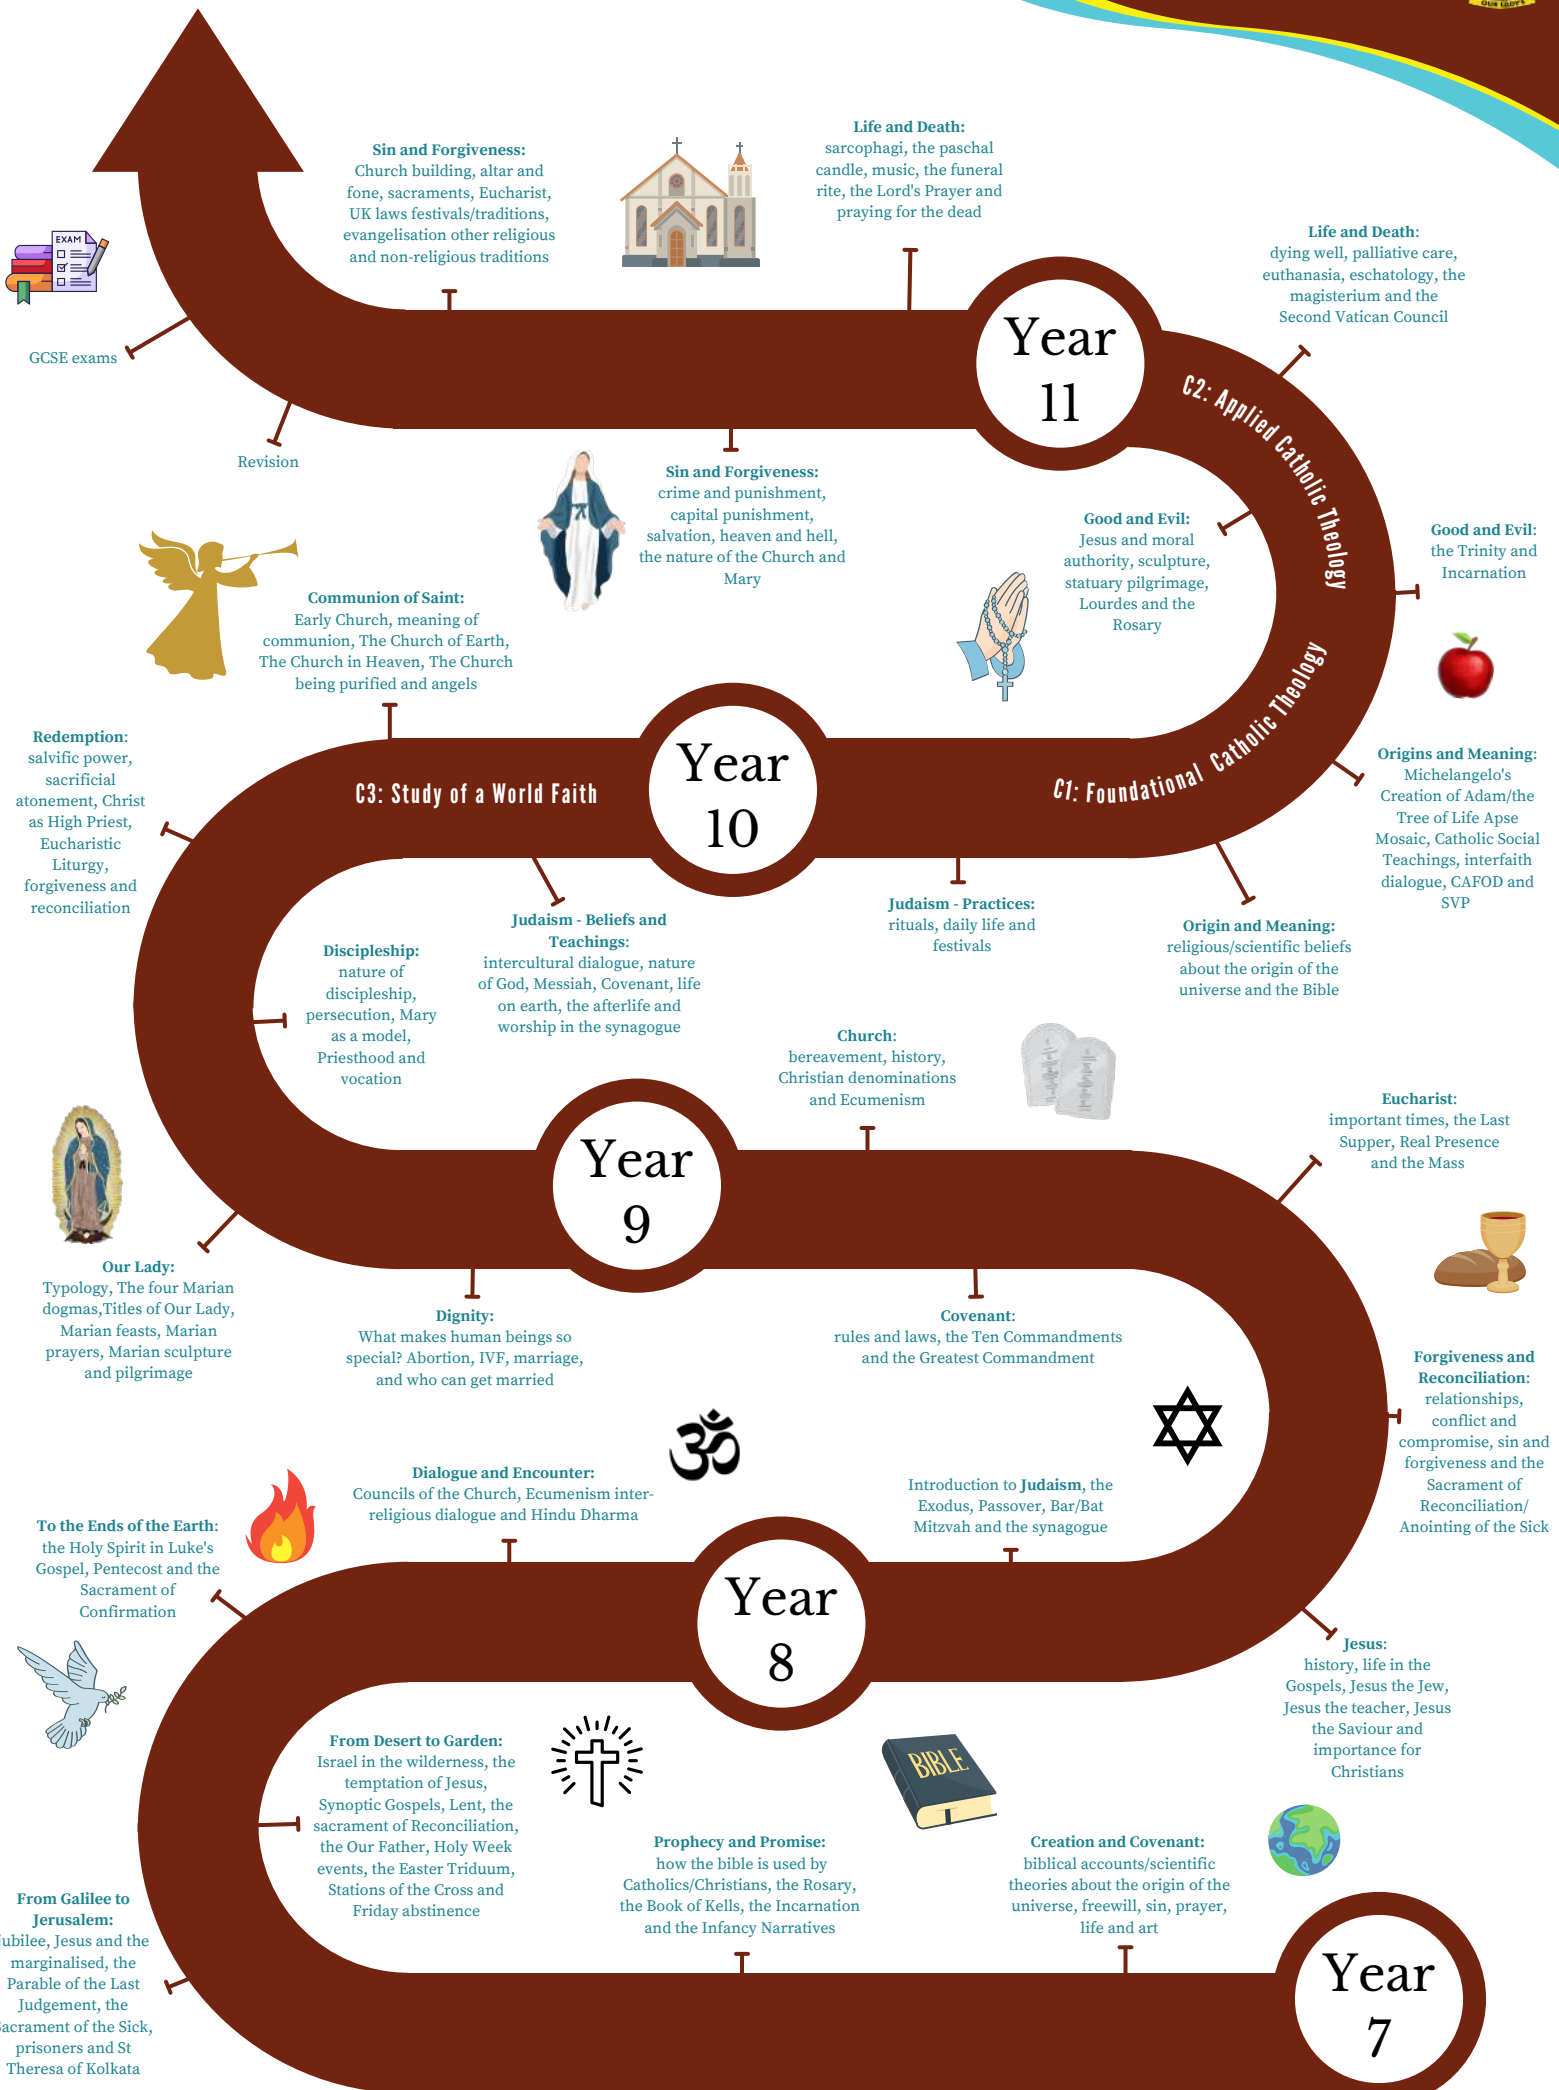 OUR LADY'S
Sin and Forgiveness:
Church building, altar and
fone, sacraments, Eucharist,
UK laws festivals/traditions,
evangelisation other religious
and non-religious traditions
Life and Death:
sarcophagi, the paschal
candle, music, the funeral
rite, the Lord's Prayer and
praying for the dead
Life and Death:
dying well, palliative care,
euthanasia, eschatology, the
magisterium and the
Second Vatican Council
EXAM
GCSE exams
Revision
Year
11
C2: Applied Catholic Theology
Sin and Forgiveness:
crime and punishment,
capital punishment,
salvation, heaven and hell,
the nature of the Church and
Mary
Good and Evil:
Jesus and moral
authority, sculpture,
statuary pilgrimage,
Lourdes and the
Rosary
Good and Evil:
the Trinity and
Incarnation
Communion of Saint:
Early Church, meaning of
communion, The Church of Earth,
The Church in Heaven, The Church
being purified and angels
Redemption:
salvific power,
sacrificial
atonement, Christ
as High Priest,
Eucharistic
Liturgy,
forgiveness and
reconciliation
C3: Study of a World Faith
Year
10
C1: Foundational Catholic Theology
Origins and Meaning:
Michelangelo's
Creation of Adam/the
Tree of Life Apse
Mosaic, Catholic Social
Teachings, interfaith
dialogue, CAFOD and
SVP
Discipleship:
nature of
discipleship,
persecution, Mary
as a model,
Priesthood and
vocation
Judaism - Beliefs and
Teachings:
intercultural dialogue, nature
of God, Messiah, Covenant, life
on earth, the afterlife and
worship in the synagogue
Judaism - Practices:
rituals, daily life and
festivals
Origin and Meaning:
religious/scientific beliefs
about the origin of the
universe and the Bible
Church:
bereavement, history,
Christian denominations
and Ecumenism
Eucharist:
important times, the Last
Supper, Real Presence
and the Mass
Year
9
Our Lady:
Typology, The four Marian
dogmas,Titles of Our Lady,
Marian feasts, Marian
prayers, Marian sculpture
and pilgrimage
Dignity:
What makes human beings so
special? Abortion, IVF, marriage,
and who can get married
Covenant:
rules and laws, the Ten Commandments
and the Greatest Commandment
Forgiveness and
Reconciliation:
relationships,
conflict and
compromise, sin and
forgiveness and the
Sacrament of
Reconciliation/
Anointing of the Sick
ॐ
Dialogue and Encounter:
Councils of the Church, Ecumenism inter-
religious dialogue and Hindu Dharma
Introduction to Judaism, the
Exodus, Passover, Bar/Bat
Mitzvah and the synagogue
To the Ends of the Earth:
the Holy Spirit in Luke's
Gospel, Pentecost and the
Sacrament of
Confirmation
Year
8
Jesus:
history, life in the
Gospels, Jesus the Jew,
Jesus the teacher, Jesus
the Saviour and
importance for
Christians
From Desert to Garden:
Israel in the wilderness, the
temptation of Jesus,
Synoptic Gospels, Lent, the
sacrament of Reconciliation,
the Our Father, Holy Week
events, the Easter Triduum,
Stations of the Cross and
Friday abstinence
BIBLE
Prophecy and Promise:
how the bible is used by
Catholics/Christians, the Rosary,
the Book of Kells, the Incarnation
and the Infancy Narratives
Creation and Covenant:
biblical accounts/scientific
theories about the origin of the
universe, freewill, sin, prayer,
life and art
From Galilee to
Jerusalem:
jubilee, Jesus and the
marginalised, the
Parable of the Last
Judgement, the
Sacrament of the Sick,
prisoners and St
Theresa of Kolkata
Year
7